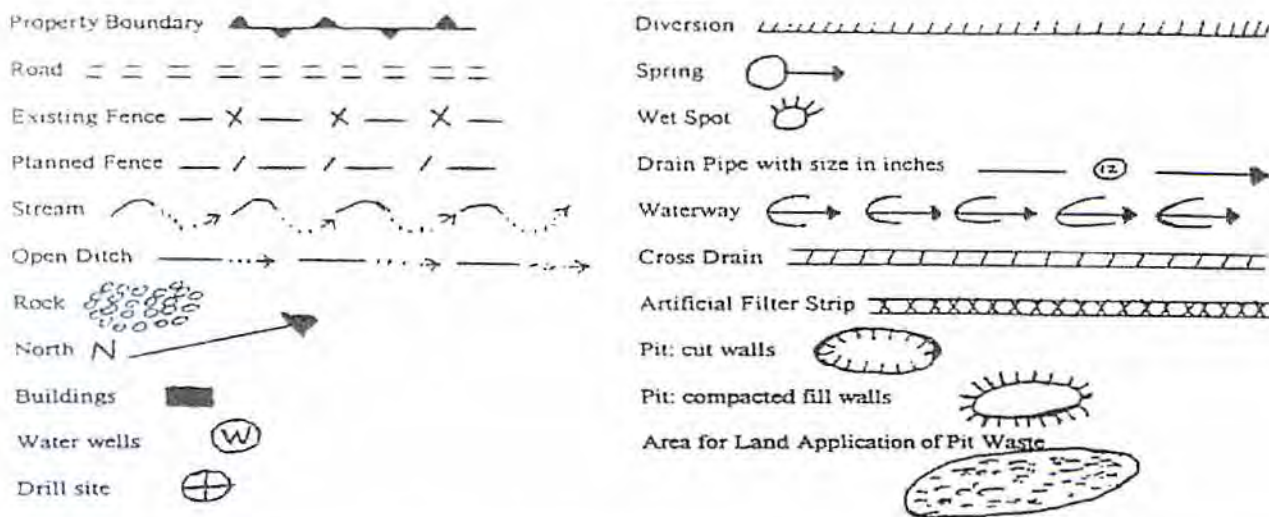 Property Boundary
Road
Existing Fence
Planned Fence
Stream
Open Ditch
Rock
North N
Buildings
Water wells W
Drill site
Diversion
Spring
Wet Spot
Drain Pipe with size in inches 12
Waterway
Cross Drain
Artificial Filter Strip
Pit: cut walls
Pit: compacted fill walls
Area for Land Application of Pit Waste